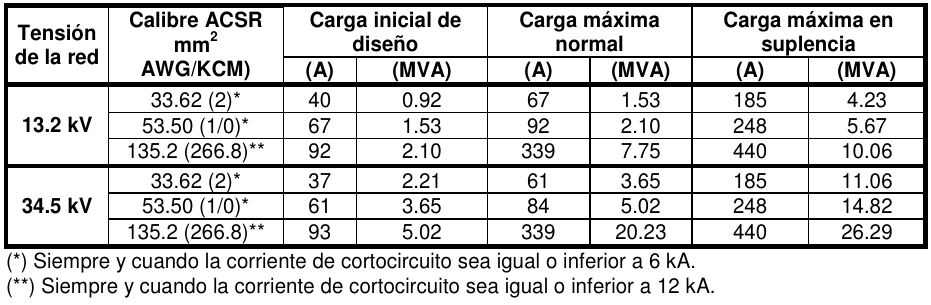 Tensión de la red | Calibre ACSR mm² AWG/KCM) | Carga inicial de diseño | Carga máxima normal | Carga máxima en suplencia
(A) | (MVA) | (A) | (MVA) | (A) | (MVA)
13.2 kV | 33.62 (2)* | 40 | 0.92 | 67 | 1.53 | 185 | 4.23
53.50 (1/0)* | 67 | 1.53 | 92 | 2.10 | 248 | 5.67
135.2 (266.8)** | 92 | 2.10 | 339 | 7.75 | 440 | 10.06
34.5 kV | 33.62 (2)* | 37 | 2.21 | 61 | 3.65 | 185 | 11.06
53.50 (1/0)* | 61 | 3.65 | 84 | 5.02 | 248 | 14.82
135.2 (266.8)** | 93 | 5.02 | 339 | 20.23 | 440 | 26.29
(*) Siempre y cuando la corriente de cortocircuito sea igual o inferior a 6 kA.
(**) Siempre y cuando la corriente de cortocircuito sea igual o inferior a 12 kA.